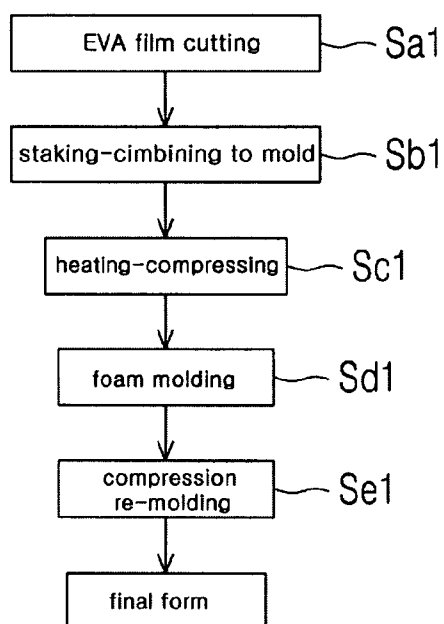 EVA film cutting
Sa1
staking-cimbining to mold
Sb1
heating-compressing
Sc1
foam molding
Sd1
compression
re-molding
Se1
final form